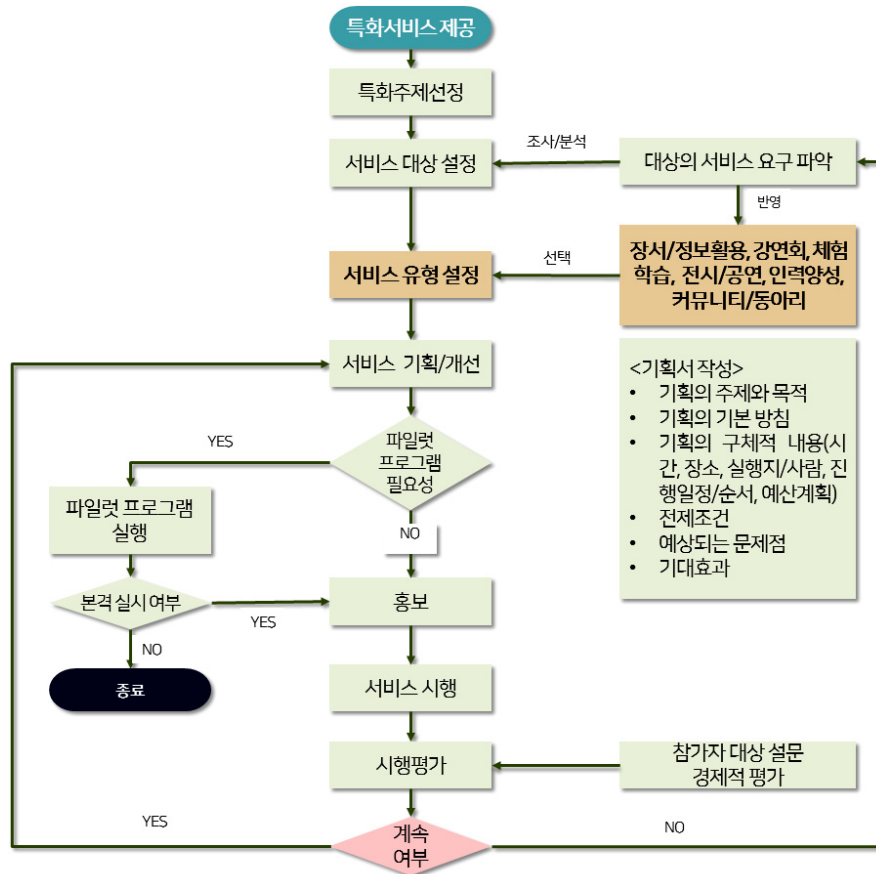 특화서비스제공
특화주제선정
서비스 대상 설정
조사/분석
대상의 서비스 요구 파악
반영
서비스 유형 설정
선택
장서/정보활용, 강연회, 체험
학습, 전시/공연, 인력양성,
커뮤니티/동아리
서비스 기획/개선
<기획서 작성>
• 기획의 주제와 목적
• 기획의 기본 방침
• 기획의 구체적 내용(시
간, 장소, 실행지/사람, 진
행일정/순서, 예산계획)
• 전제조건
• 예상되는 문제점
• 기대효과
YES
파일럿
프로그램
필요성
파일럿 프로그램
실행
NO
본격 실시 여부
YES
홍보
NO
종료
서비스 시행
시행평가
참가자 대상 설문
경제적 평가
YES
계속
여부
NO